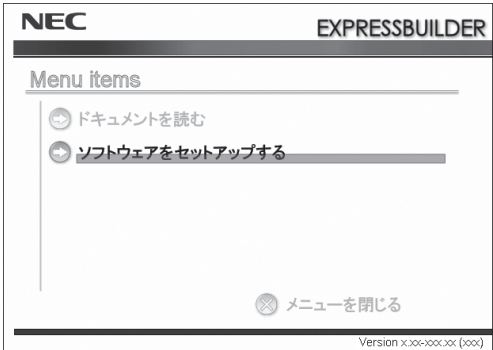 NEC
EXPRESSBUILDER
Menu items
ドキュメントを読む
ソフトウェアをセットアップする
メニューを閉じる
Version x.xx-xxx.xx (xxx)